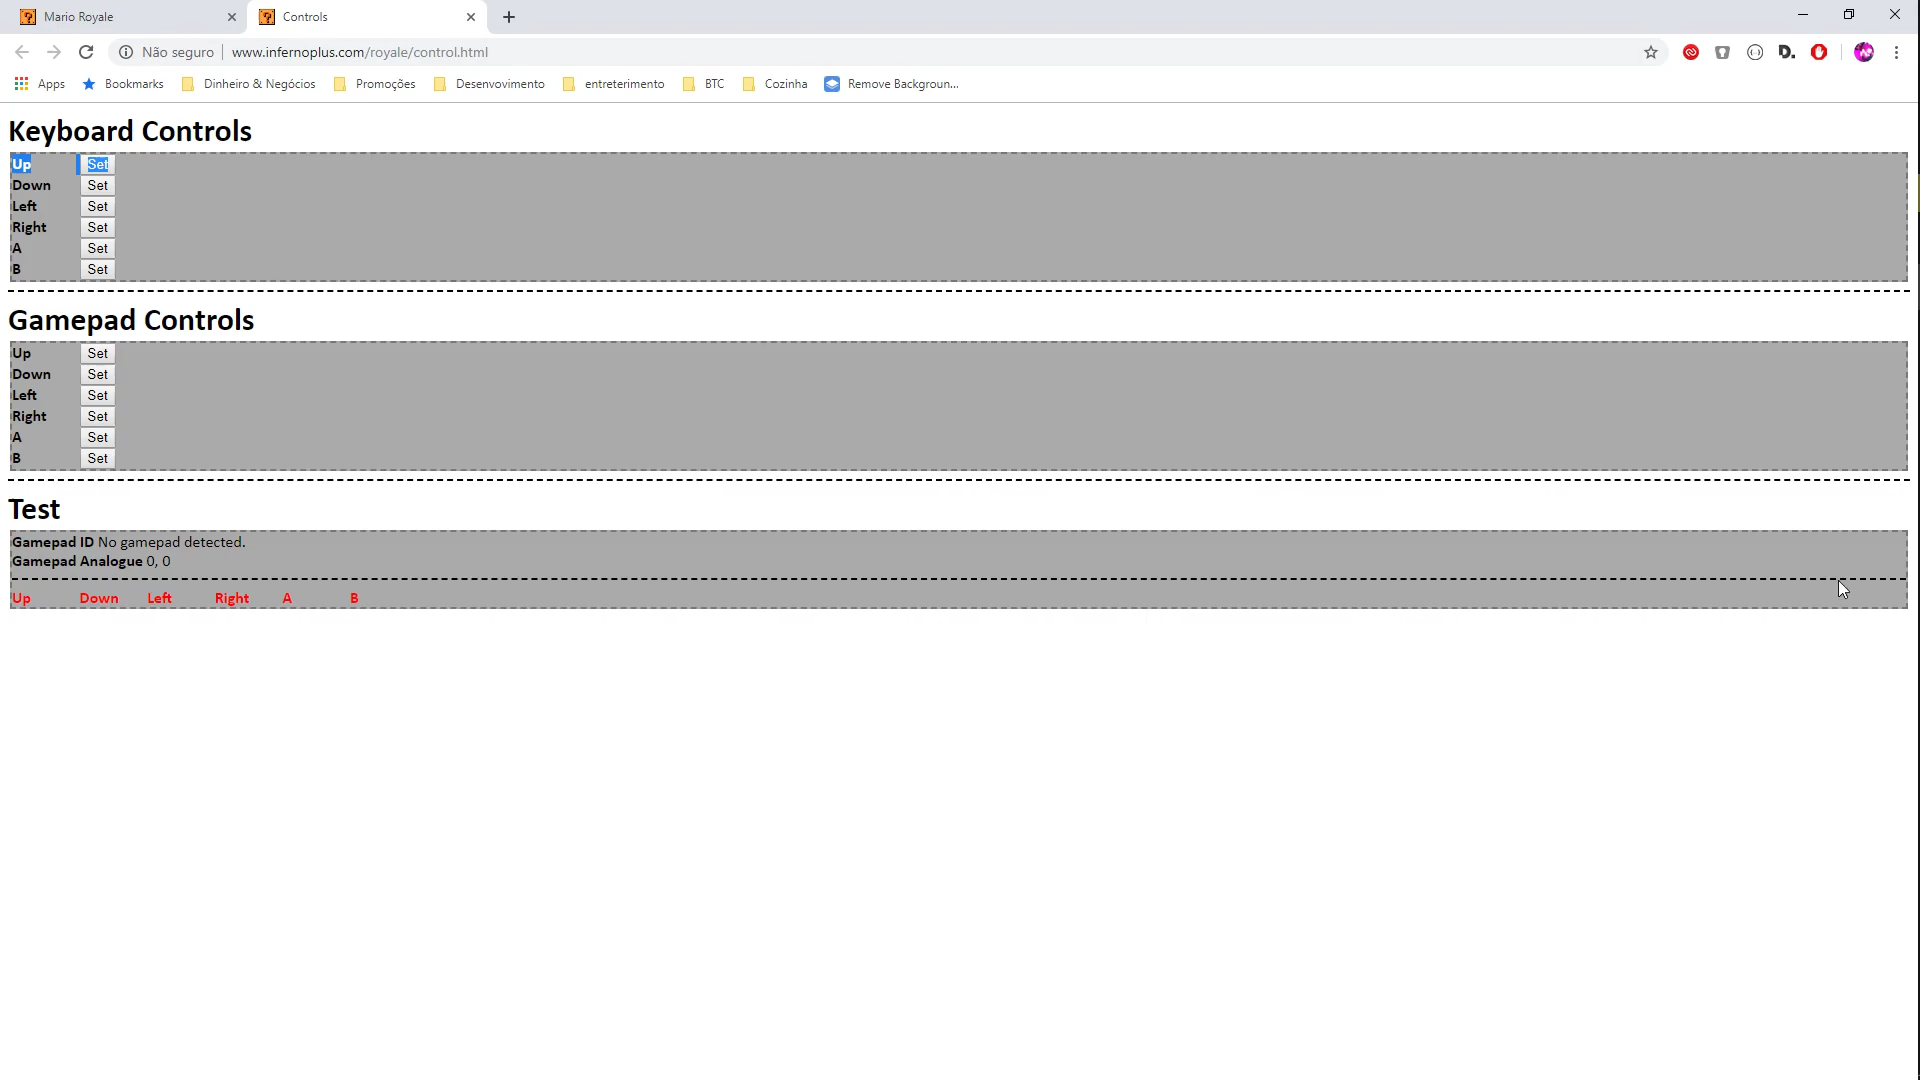 Mario Royale
Controls
Não seguro | www.infernoplus.com/royale/control.html
Apps Bookmarks Dinheiro & Negócios Promoções Desenvovimento entreterimento BTC Cozinha Remove Backgroun...
Keyboard Controls
Up Set
Down Set
Left Set
Right Set
A Set
B Set
Gamepad Controls
Up Set
Down Set
Left Set
Right Set
A Set
B Set
Test
Gamepad ID No gamepad detected.
Gamepad Analogue 0, 0
Up Down Left Right A B